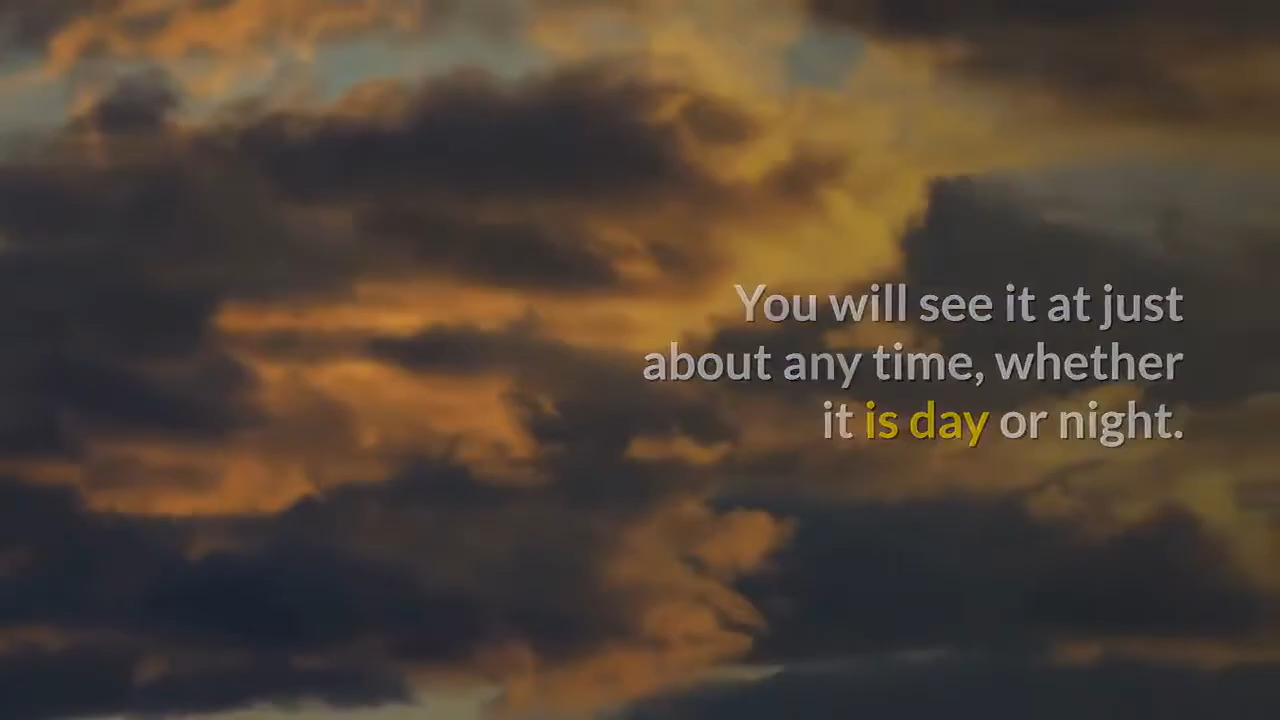 You will see it at just
about any time, whether
it is day or night.